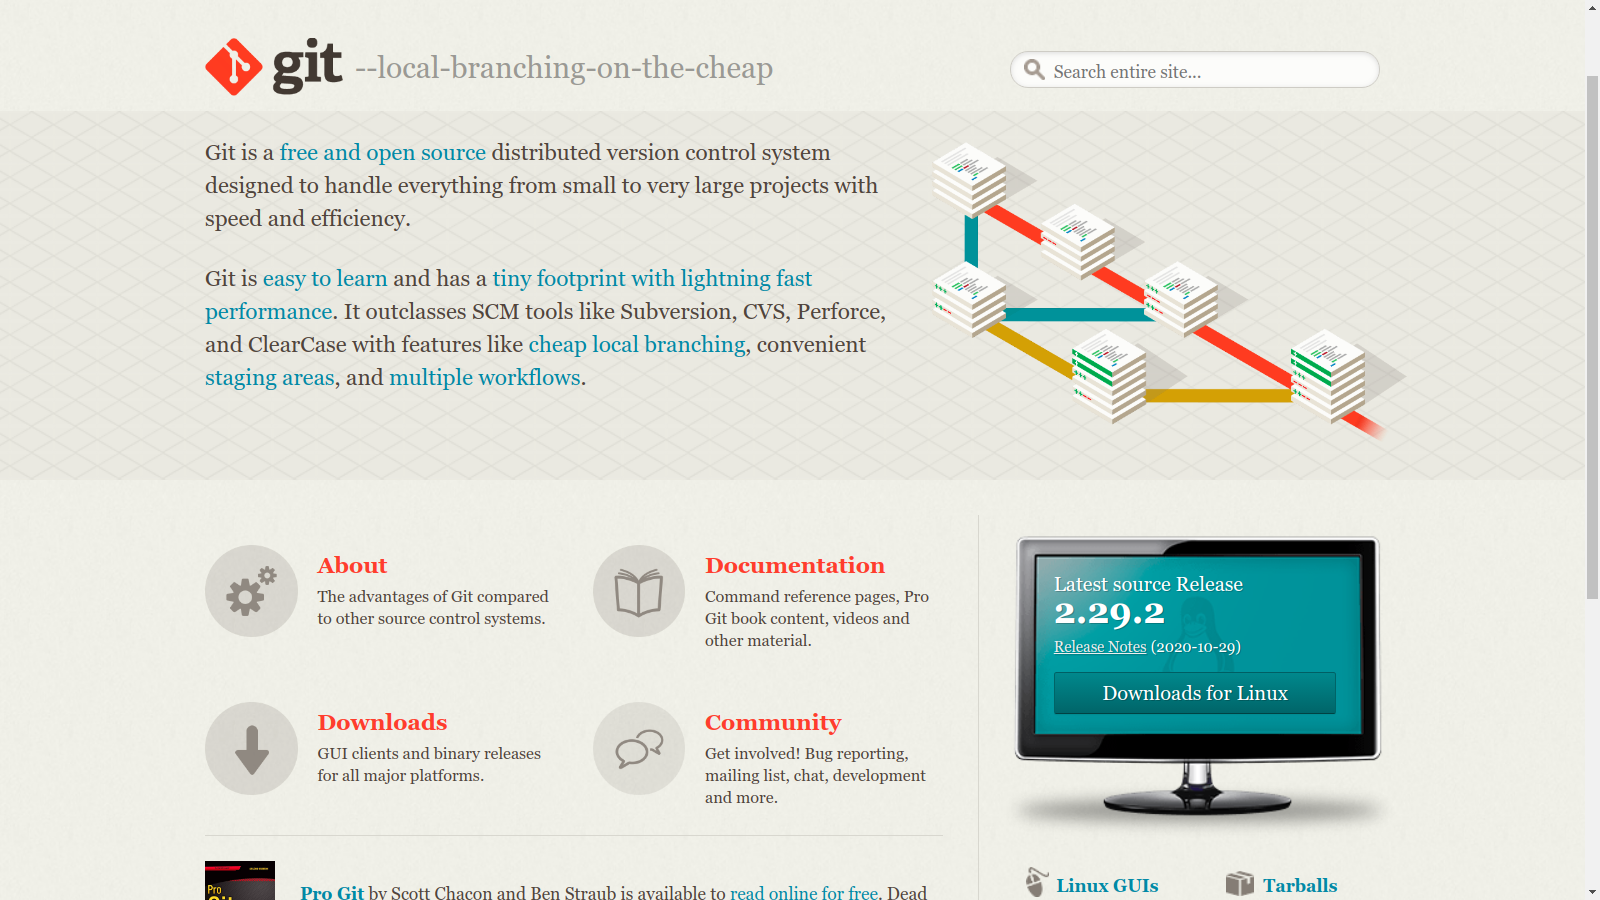 git --local-branching-on-the-cheap
Search entire site...
Git is a free and open source distributed version control system
designed to handle everything from small to very large projects with
speed and efficiency.
Git is easy to learn and has a tiny footprint with lightning fast
performance. It outclasses SCM tools like Subversion, CVS, Perforce,
and ClearCase with features like cheap local branching, convenient
staging areas, and multiple workflows.
About
The advantages of Git compared
to other source control systems.
Documentation
Command reference pages, Pro
Git book content, videos and
other material.
Downloads
GUI clients and binary releases
for all major platforms.
Community
Get involved! Bug reporting,
mailing list, chat, development
and more.
Pro
Git
Pro Git by Scott Chacon and Ben Straub is available to read online for free. Dead
Latest source Release
2.29.2
Release Notes (2020-10-29)
Downloads for Linux
Linux GUIs
Tarballs